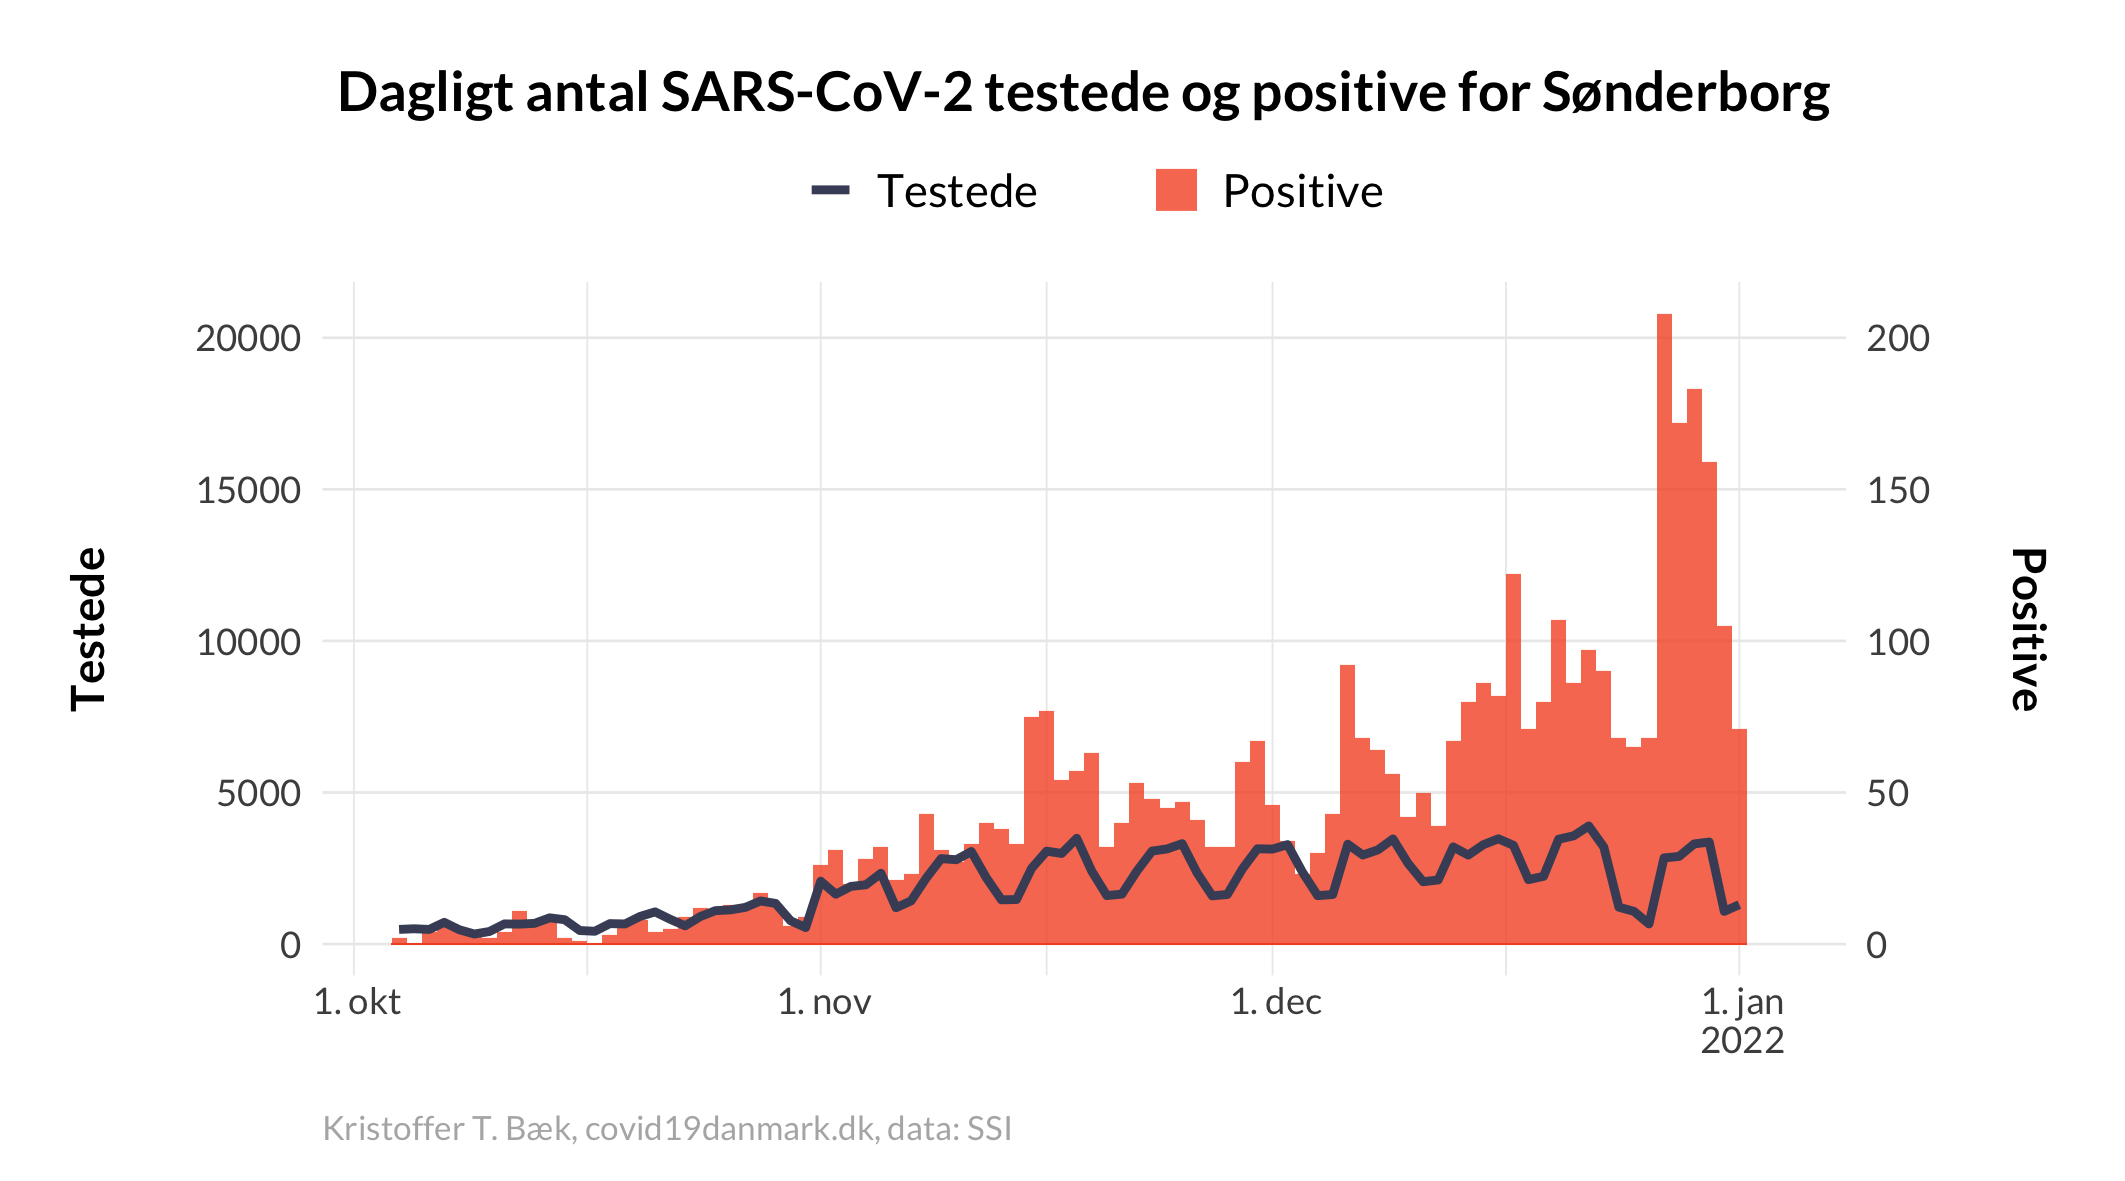 Dagligt antal SARS-CoV-2 testede og positive for Sønderborg
Testede
Positive
20000
15000
10000
5000
0
Testede
200
150
100
50
0
Positive
1. okt
1. nov
1. dec
1. jan
2022
Kristoffer T. Bæk, covid19danmark.dk, data: SSI